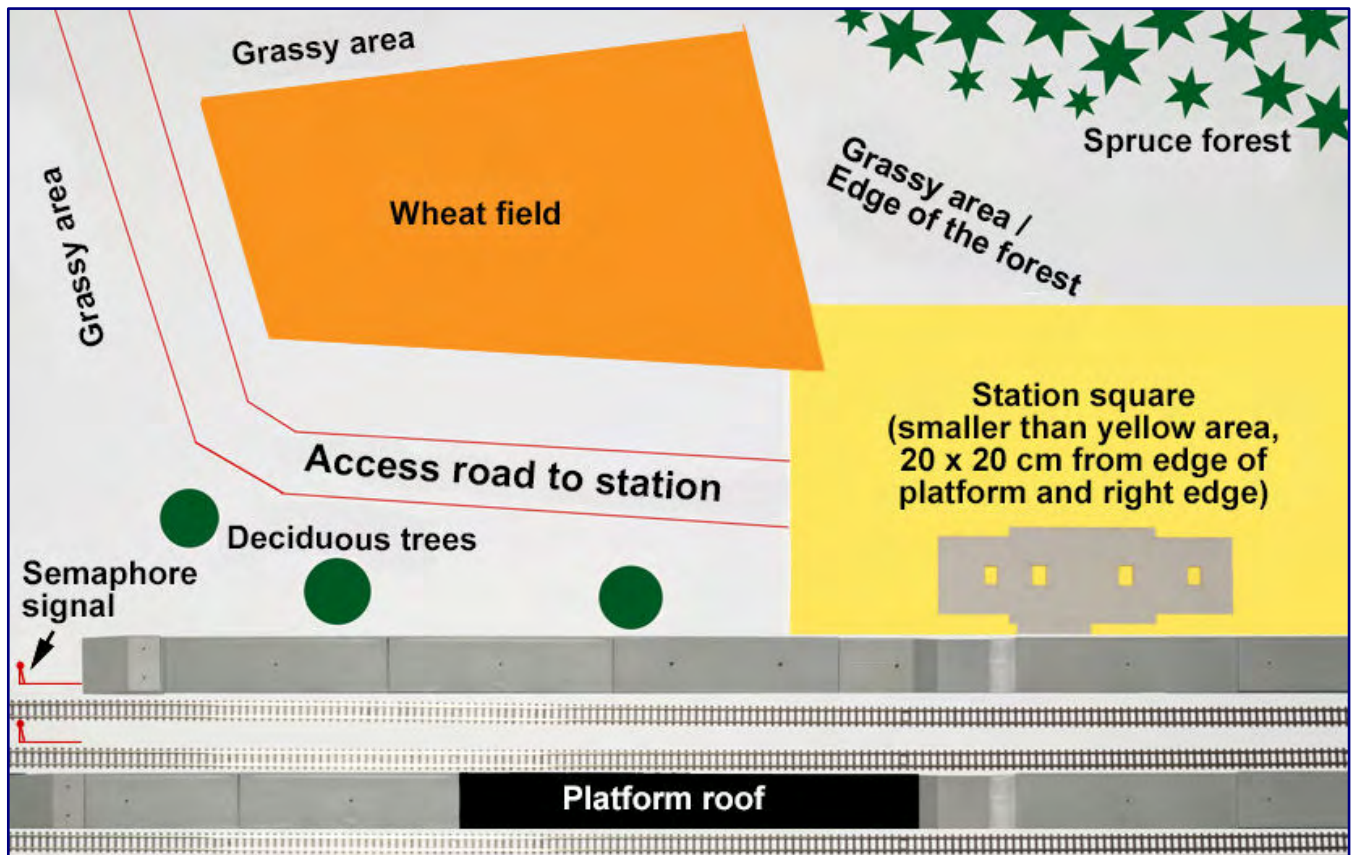 Grassy area
Spruce forest
Grassy area /
Edge of the forest
Grassy area
Wheat field
Station square
(smaller than yellow area,
20 x 20 cm from edge of
platform and right edge)
Access road to station
Deciduous trees
Semaphore
signal
Platform roof